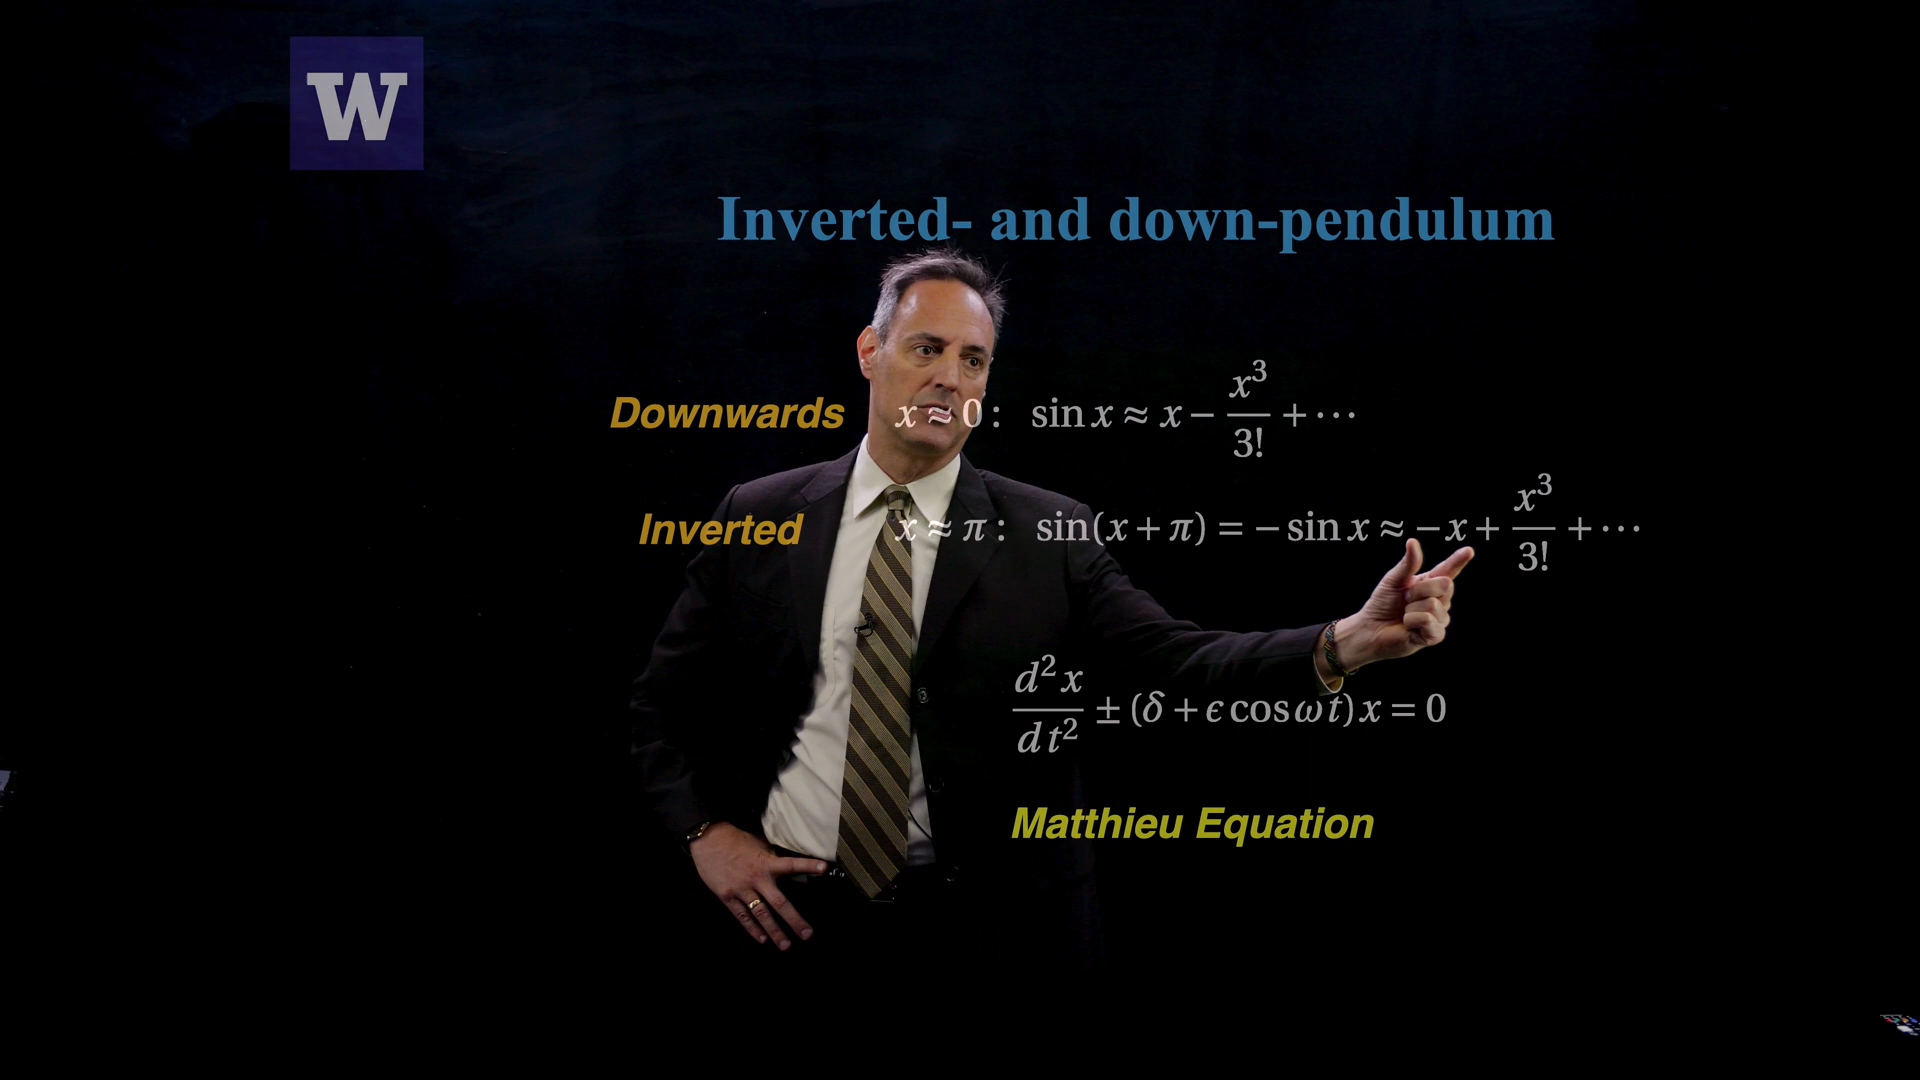 W
Inverted- and down-pendulum
Downwards x ≈ 0 : sin x ≈ x − x³/3! + ⋯
Inverted x ≈ π : sin(x + π) = − sin x ≈ − x + x³/3! + ⋯
d²x/dt² ± (δ + ϵ cos ωt) x = 0
Matthieu Equation